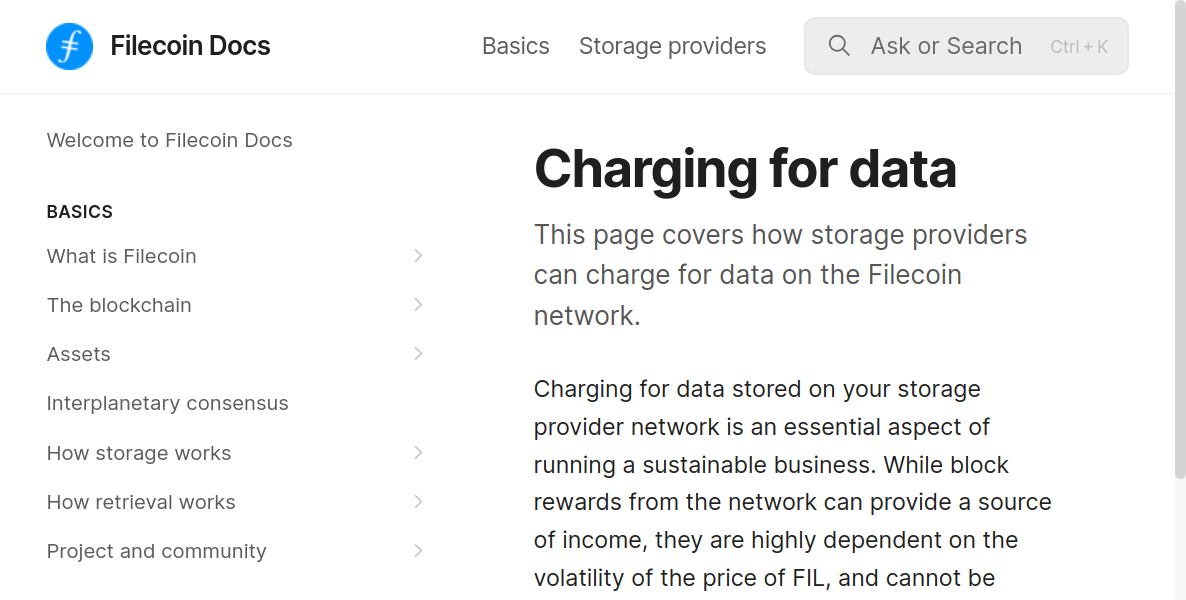 Filecoin Docs
Basics
Storage providers
Ask or Search
Ctrl + K
Welcome to Filecoin Docs
BASICS
What is Filecoin
The blockchain
Assets
Interplanetary consensus
How storage works
How retrieval works
Project and community
Charging for data
This page covers how storage providers
can charge for data on the Filecoin
network.
Charging for data stored on your storage
provider network is an essential aspect of
running a sustainable business. While block
rewards from the network can provide a source
of income, they are highly dependent on the
volatility of the price of FIL, and cannot be